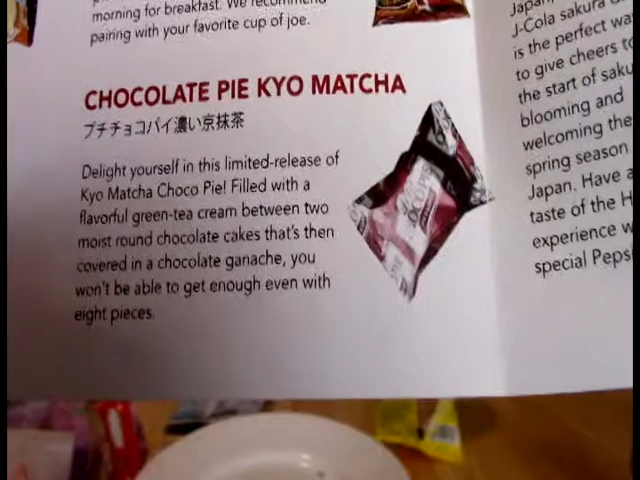 morning for breakfast. We recommend
pairing with your favorite cup of joe.
CHOCOLATE PIE KYO MATCHA
プチチョコパイ濃い京抹茶
Delight yourself in this limited-release of
Kyo Matcha Choco Pie! Filled with a
flavorful green-tea cream between two
moist round chocolate cakes that's then
covered in a chocolate ganache, you
won't be able to get enough even with
eight pieces.
Japan,
J-Cola sakura
is the perfect wa
to give cheers to
the start of saku
blooming and
welcoming the
spring season
Japan. Have a
taste of the H
experience w
special Peps